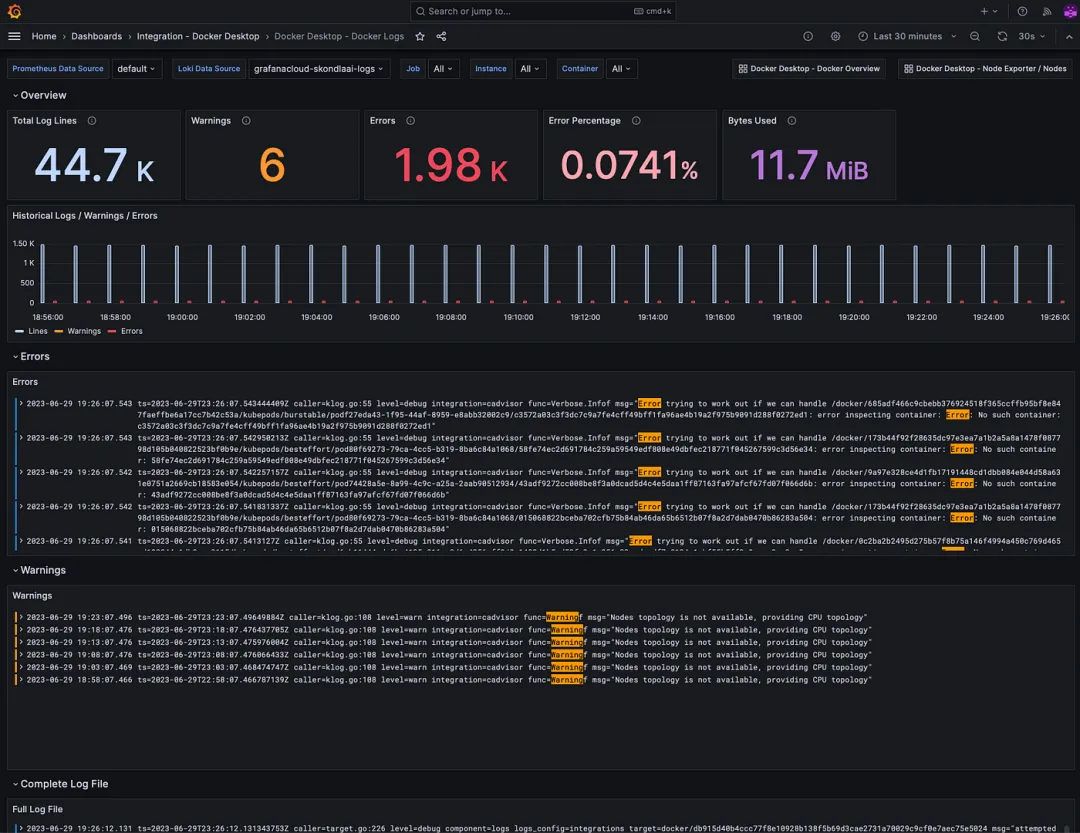 Search or jump to... cmd+k
Home › Dashboards › Integration - Docker Desktop › Docker Desktop - Docker Logs Last 30 minutes 30s
Prometheus Data Source default Loki Data Source grafanacloud-skondlaai-logs Job All Instance All Container All Docker Desktop - Docker Overview Docker Desktop - Node Exporter / Nodes
Overview
Total Log Lines Warnings Errors Error Percentage Bytes Used
44.7 K 6 1.98 K 0.0741% 11.7 MiB
Historical Logs / Warnings / Errors
1.50 K
1 K
500
0
18:56:00 18:58:00 19:00:00 19:02:00 19:04:00 19:06:00 19:08:00 19:10:00 19:12:00 19:14:00 19:16:00 19:18:00 19:20:00 19:22:00 19:24:00 19:26:00
Lines Warnings Errors
Errors
Errors
2023-06-29 19:26:07.543 ts=2023-06-29T23:26:07.543444409Z caller=klog.go:55 level=debug integration=cadvisor func=Verbose.Infof msg="Error trying to work out if we can handle /docker/685adf466c9cbebb376924518f365ccffb95bf8e84
7faeffbe6a17cc7b42c53a/kubepods/burstable/podf27eda43-1f95-44af-8959-e8abb32002c9/c3572a03c3f3dc7c9a7fe4cff49bff1fa96ae4b19a2f975b9091d288f0272ed1: error inspecting container: Error: No such container:
c3572a03c3f3dc7c9a7fe4cff49bff1fa96ae4b19a2f975b9091d288f0272ed1"
2023-06-29 19:26:07.543 ts=2023-06-29T23:26:07.542950213Z caller=klog.go:55 level=debug integration=cadvisor func=Verbose.Infof msg="Error trying to work out if we can handle /docker/173b44f92f28635dc97e3ea7a1b2a5a8a1478f0877
98d105b040822523bf0b9e/kubepods/besteffort/pod80f69273-79ca-4cc5-b319-8ba6c84a1068/58fe74ec2d691784c259a59549edf808e49dbfec218771f045267599c3d56e34: error inspecting container: Error: No such containe
r: 58fe74ec2d691784c259a59549edf808e49dbfec218771f045267599c3d56e34"
2023-06-29 19:26:07.542 ts=2023-06-29T23:26:07.542257157Z caller=klog.go:55 level=debug integration=cadvisor func=Verbose.Infof msg="Error trying to work out if we can handle /docker/9a97e328ce4d1fb17191448cd1dbb084e044d58a63
1e0751a2669cb18583e054/kubepods/besteffort/pod74428a5e-8a99-4c9c-a25a-2aab90512934/43adf9272cc008be8f3a0dcad5d4c4e5daa1ff87163fa97afcf67fd07f066d6b: error inspecting container: Error: No such containe
r: 43adf9272cc008be8f3a0dcad5d4c4e5daa1ff87163fa97afcf67fd07f066d6b"
2023-06-29 19:26:07.542 ts=2023-06-29T23:26:07.541831337Z caller=klog.go:55 level=debug integration=cadvisor func=Verbose.Infof msg="Error trying to work out if we can handle /docker/173b44f92f28635dc97e3ea7a1b2a5a8a1478f0877
98d105b040822523bf0b9e/kubepods/besteffort/pod80f69273-79ca-4cc5-b319-8ba6c84a1068/015068822bceba702cfb75b84ab46da65b6512b07f8a2d7dab0470b86283a504: error inspecting container: Error: No such containe
r: 015068822bceba702cfb75b84ab46da65b6512b07f8a2d7dab0470b86283a504"
2023-06-29 19:26:07.541 ts=2023-06-29T23:26:07.5413127Z caller=klog.go:55 level=debug integration=cadvisor func=Verbose.Infof msg="Error trying to work out if we can handle /docker/0c2ba2b2495d275b57f8b75a146f4994a450c769d465
Warnings
Warnings
2023-06-29 19:23:07.496 ts=2023-06-29T23:23:07.49649884Z caller=klog.go:108 level=warn integration=cadvisor func=Warningf msg="Nodes topology is not available, providing CPU topology"
2023-06-29 19:18:07.476 ts=2023-06-29T23:18:07.476437705Z caller=klog.go:108 level=warn integration=cadvisor func=Warningf msg="Nodes topology is not available, providing CPU topology"
2023-06-29 19:13:07.476 ts=2023-06-29T23:13:07.475976004Z caller=klog.go:108 level=warn integration=cadvisor func=Warningf msg="Nodes topology is not available, providing CPU topology"
2023-06-29 19:08:07.476 ts=2023-06-29T23:08:07.476066433Z caller=klog.go:108 level=warn integration=cadvisor func=Warningf msg="Nodes topology is not available, providing CPU topology"
2023-06-29 19:03:07.469 ts=2023-06-29T23:03:07.468474747Z caller=klog.go:108 level=warn integration=cadvisor func=Warningf msg="Nodes topology is not available, providing CPU topology"
2023-06-29 18:58:07.466 ts=2023-06-29T22:58:07.466787139Z caller=klog.go:108 level=warn integration=cadvisor func=Warningf msg="Nodes topology is not available, providing CPU topology"
Complete Log File
Full Log File
2023-06-29 19:26:12.131 ts=2023-06-29T23:26:12.131343753Z caller=target.go:226 level=debug component=logs logs_config=integrations target=docker/db915d40b4ccc77f8e10928b138f5b69d3cae2731a70029c9cf0e7aec75e5024 msg="attempted